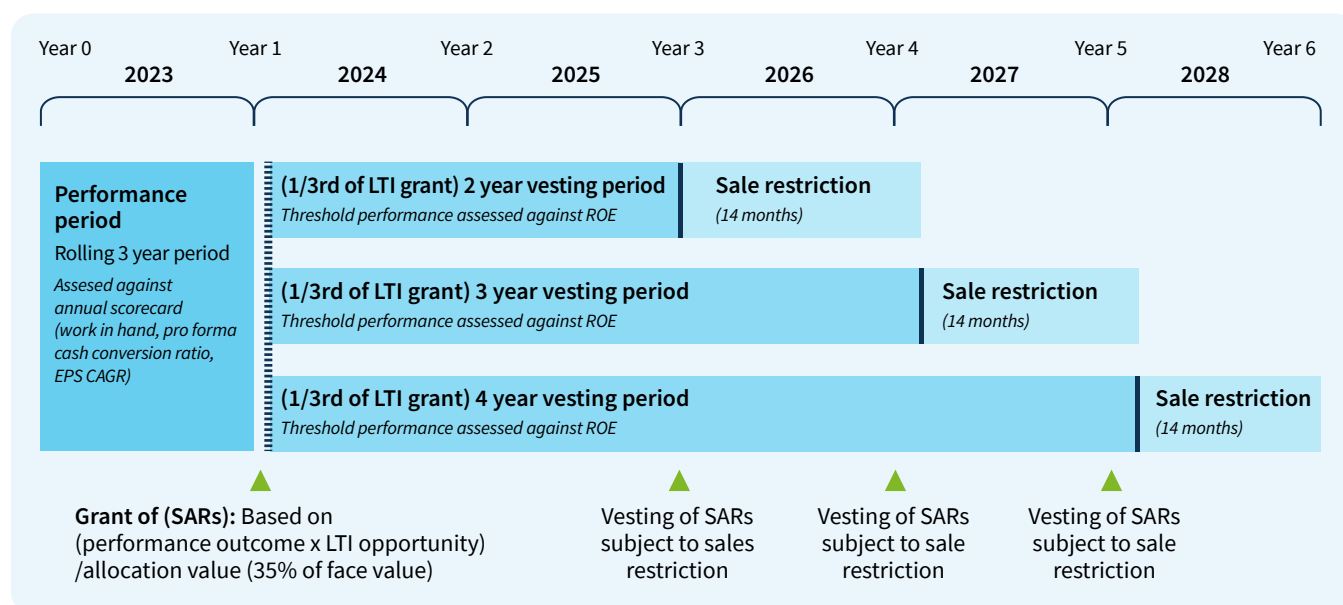 Year 0 Year 1 Year 2 Year 3 Year 4 Year 5 Year 6
2023 2024 2025 2026 2027 2028
Performance
period
Rolling 3 year period
Assesed against
annual scorecard
(work in hand, pro forma
cash conversion ratio,
EPS CAGR)
(1/3rd of LTI grant) 2 year vesting period
Threshold performance assessed against ROE
Sale restriction
(14 months)
(1/3rd of LTI grant) 3 year vesting period
Threshold performance assessed against ROE
Sale restriction
(14 months)
(1/3rd of LTI grant) 4 year vesting period
Threshold performance assessed against ROE
Sale restriction
(14 months)
Grant of (SARs): Based on
(performance outcome x LTI opportunity)
/allocation value (35% of face value)
Vesting of SARs
subject to sales
restriction
Vesting of SARs
subject to sale
restriction
Vesting of SARs
subject to sale
restriction